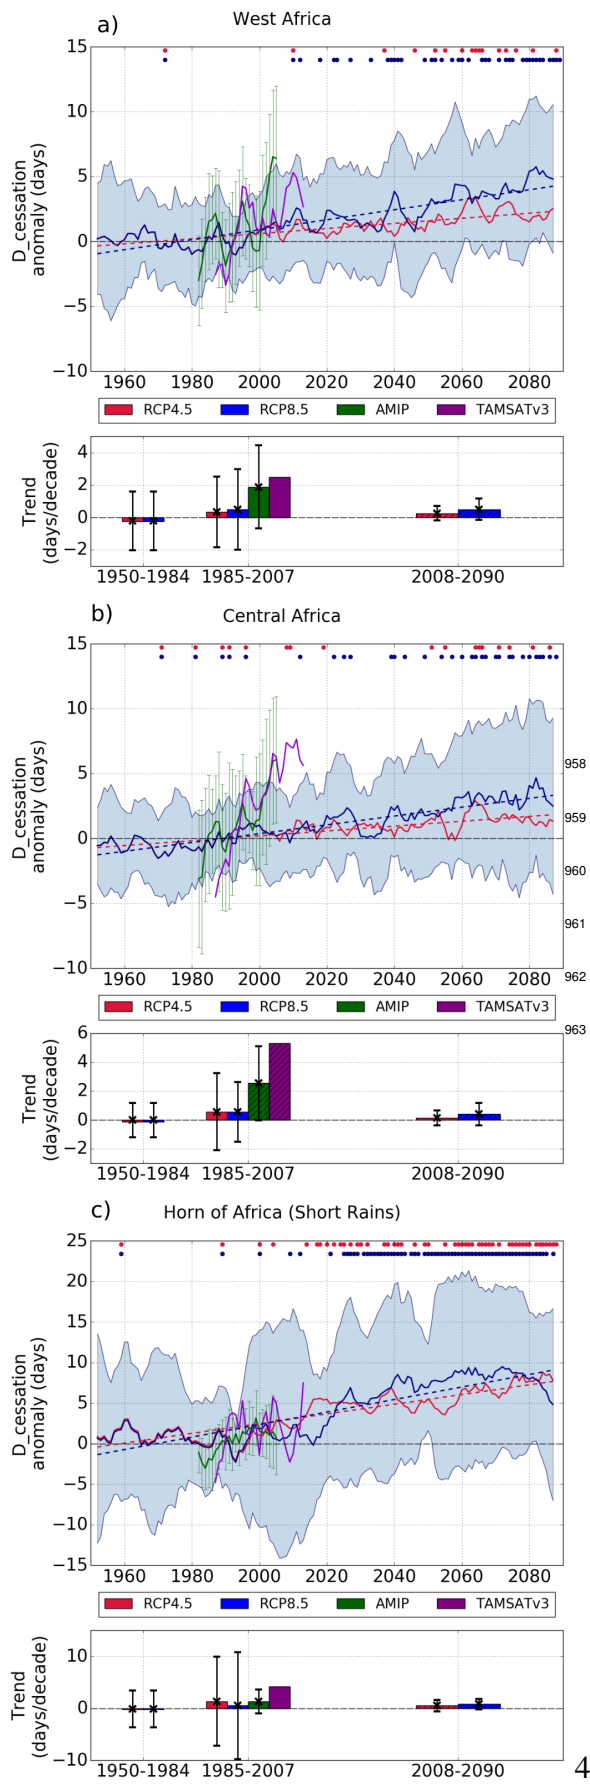 a) West Africa
15
10
5
0
−5
−10
D_cessation
anomaly (days)
1960 1980 2000 2020 2040 2060 2080
RCP4.5 RCP8.5 AMIP TAMSATv3
4
2
0
−2
Trend
(days/decade)
1950-1984 1985-2007 2008-2090
b) Central Africa
15
10
5
0
−5
−10
D_cessation
anomaly (days)
958
959
960
961
962
963
1960 1980 2000 2020 2040 2060 2080
RCP4.5 RCP8.5 AMIP TAMSATv3
6
4
2
0
−2
Trend
(days/decade)
1950-1984 1985-2007 2008-2090
c) Horn of Africa (Short Rains)
25
20
15
10
5
0
−5
−10
−15
D_cessation
anomaly (days)
1960 1980 2000 2020 2040 2060 2080
RCP4.5 RCP8.5 AMIP TAMSATv3
10
0
−10
Trend
(days/decade)
1950-1984 1985-2007 2008-2090
4